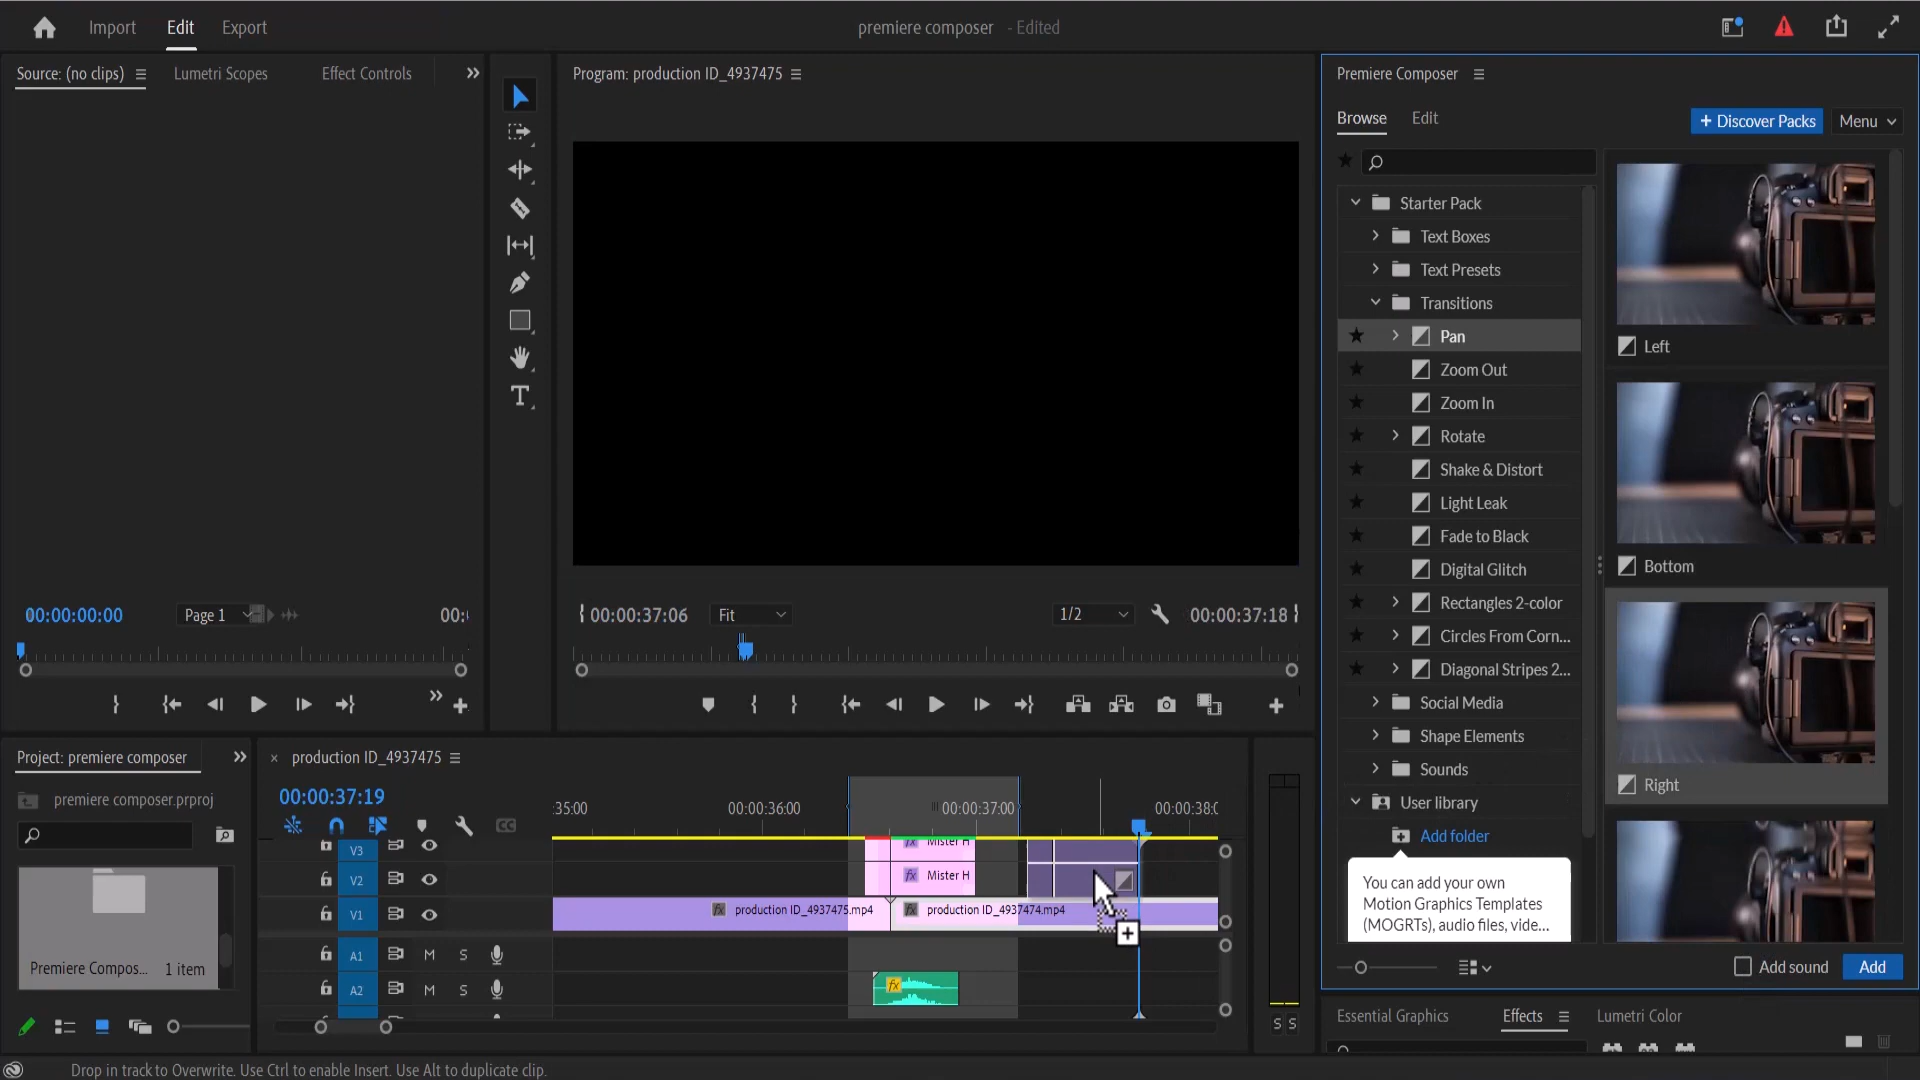 Import
Edit
Export
premiere composer - Edited
Source: (no clips)
Lumetri Scopes
Effect Controls
Program: production ID_4937475
Premiere Composer
Browse
Edit
+ Discover Packs
Menu
Starter Pack
Text Boxes
Text Presets
Transitions
Pan
Zoom Out
Zoom In
Rotate
Shake & Distort
Light Leak
Fade to Black
Digital Glitch
Rectangles 2-color
Circles From Corn...
Diagonal Stripes 2...
Social Media
Shape Elements
Sounds
User library
Add folder
You can add your own
Motion Graphics Templates
(MOGRTs), audio files, vide...
Left
Bottom
Right
Add sound
Add
00:00:00:00
Page 1
00:(
00:00:37:06
Fit
1/2
00:00:37:18
Project: premiere composer
premiere composer.prproj
Premiere Compos...
1 item
production ID_4937475
00:00:37:19
:35:00
00:00:36:00
00:00:37:00
00:00:38:0
V3
Mister H
V2
Mister H
V1
production ID_4937475.mp4
production ID_4937474.mp4
A1
M
S
A2
M
S
fx
S S
Essential Graphics
Effects
Lumetri Color
Drop in track to Overwrite. Use Ctrl to enable Insert. Use Alt to duplicate clip.